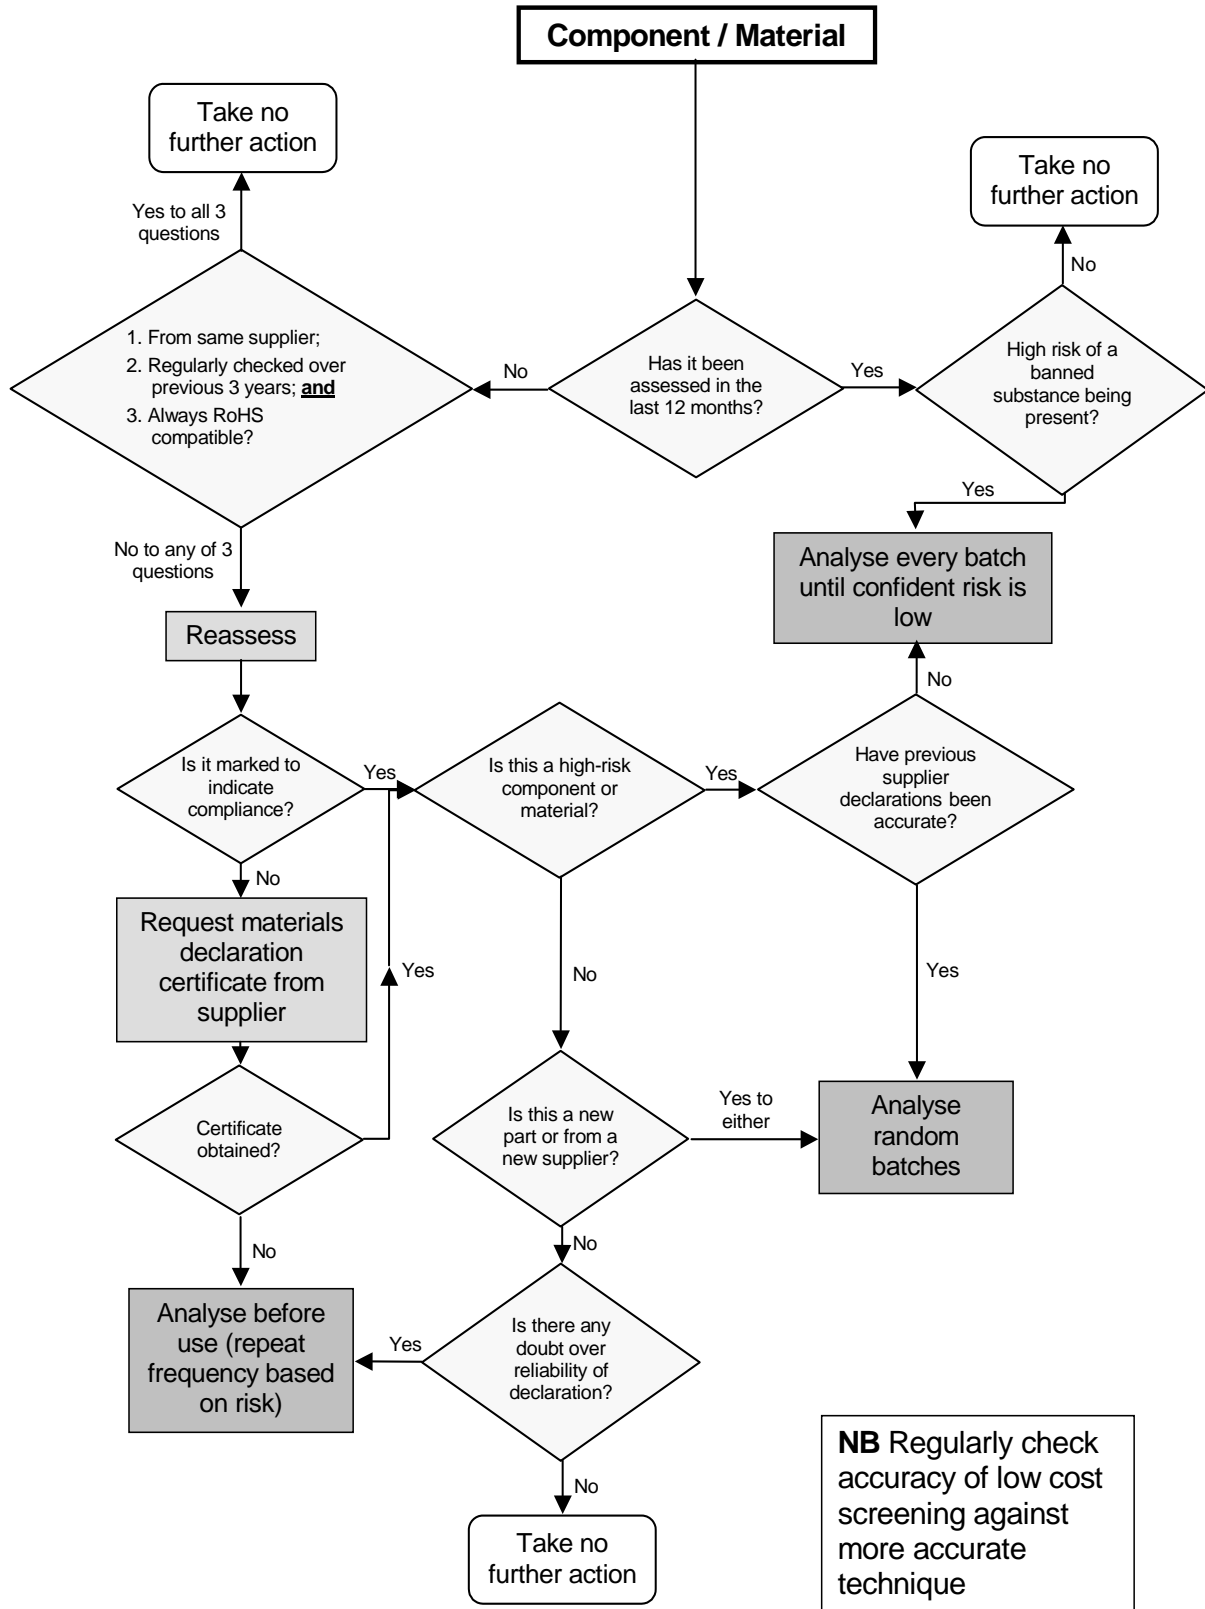 Component / Material
Take no
further action
Take no
further action
Yes to all 3
questions
No
1. From same supplier;
2. Regularly checked over
previous 3 years; and
3. Always RoHS
compatible?
No
Has it been
assessed in the
last 12 months?
Yes
High risk of a
banned
substance being
present?
Yes
No to any of 3
questions
Analyse every batch
until confident risk is
low
Reassess
No
Is it marked to
indicate
compliance?
Yes
Is this a high-risk
component or
material?
Yes
Have previous
supplier
declarations been
accurate?
No
Request materials
declaration
certificate from
supplier
Yes
No
Yes
Certificate
obtained?
Is this a new
part or from a
new supplier?
Yes to
either
Analyse
random
batches
No
No
Analyse before
use (repeat
frequency based
on risk)
Yes
Is there any
doubt over
reliability of
declaration?
No
Take no
further action
NB Regularly check
accuracy of low cost
screening against
more accurate
technique